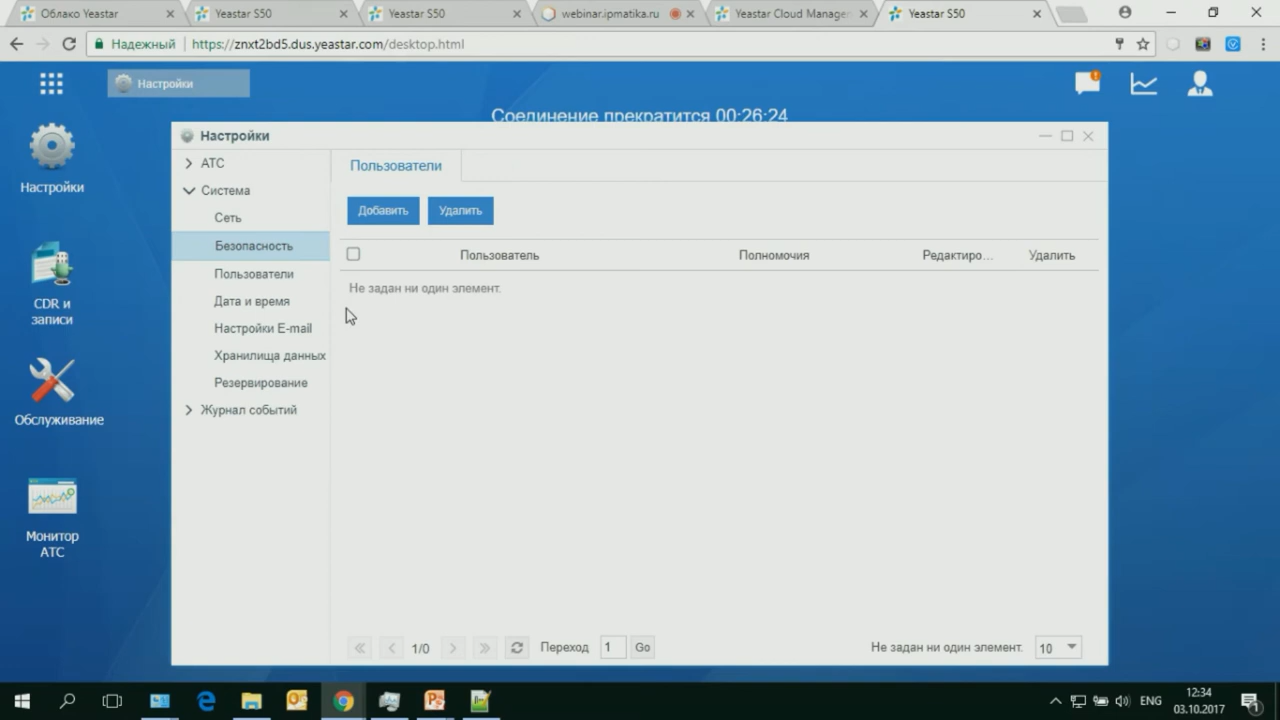 Облако Yeastar
Yeastar S50
Yeastar S50
webinar.ipmatika.ru
Yeastar Cloud Manager
Yeastar S50
Надежный
https://znxt2bd5.dus.yeastar.com/desktop.html
Настройки
Соединение прекратится 00:26:24
Настройки
CDR и
записи
Обслуживание
Монитор
АТС
Настройки
АТС
Система
Сеть
Безопасность
Пользователи
Дата и время
Настройки E-mail
Хранилища данных
Резервирование
Журнал событий
Пользователи
Добавить
Удалить
Пользователь
Полномочия
Редактиро...
Удалить
Не задан ни один элемент.
1/0
Переход
1
Go
Не задан ни один элемент.
10
ENG
12:34
03.10.2017
1